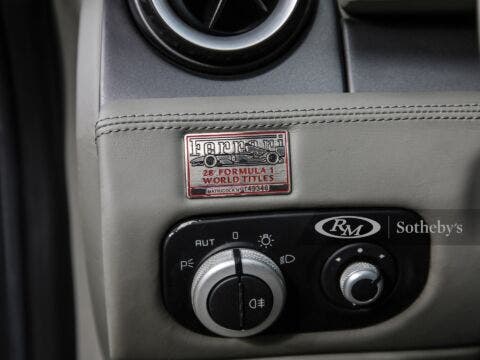 Ferrari
28 FORMULA 1
WORLD TITLES
AUT 0
RM Sotheby's